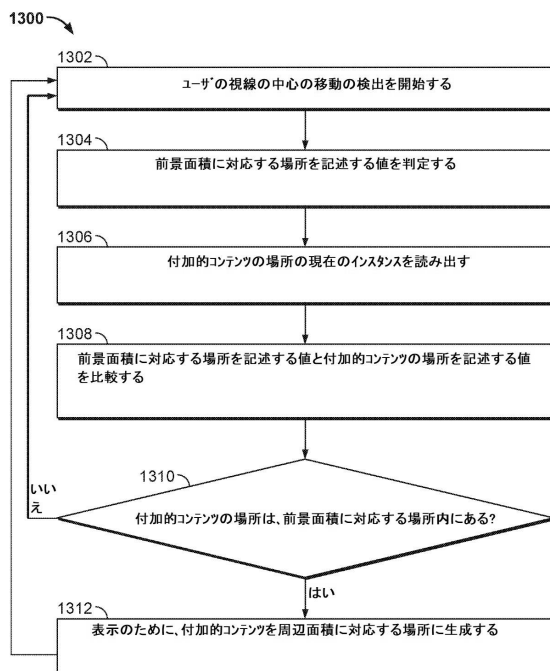 1300
1302
ユーザの視線の中心の移動の検出を開始する
1304
前景面積に対応する場所を記述する値を判定する
1306
付加的コンテンツの場所の現在のインスタンスを読み出す
1308
前景面積に対応する場所を記述する値と付加的コンテンツの場所を記述する値
を比較する
1310
付加的コンテンツの場所は、前景面積に対応する場所内にある?
いい
え
はい
1312
表示のために、付加的コンテンツを周辺面積に対応する場所に生成する